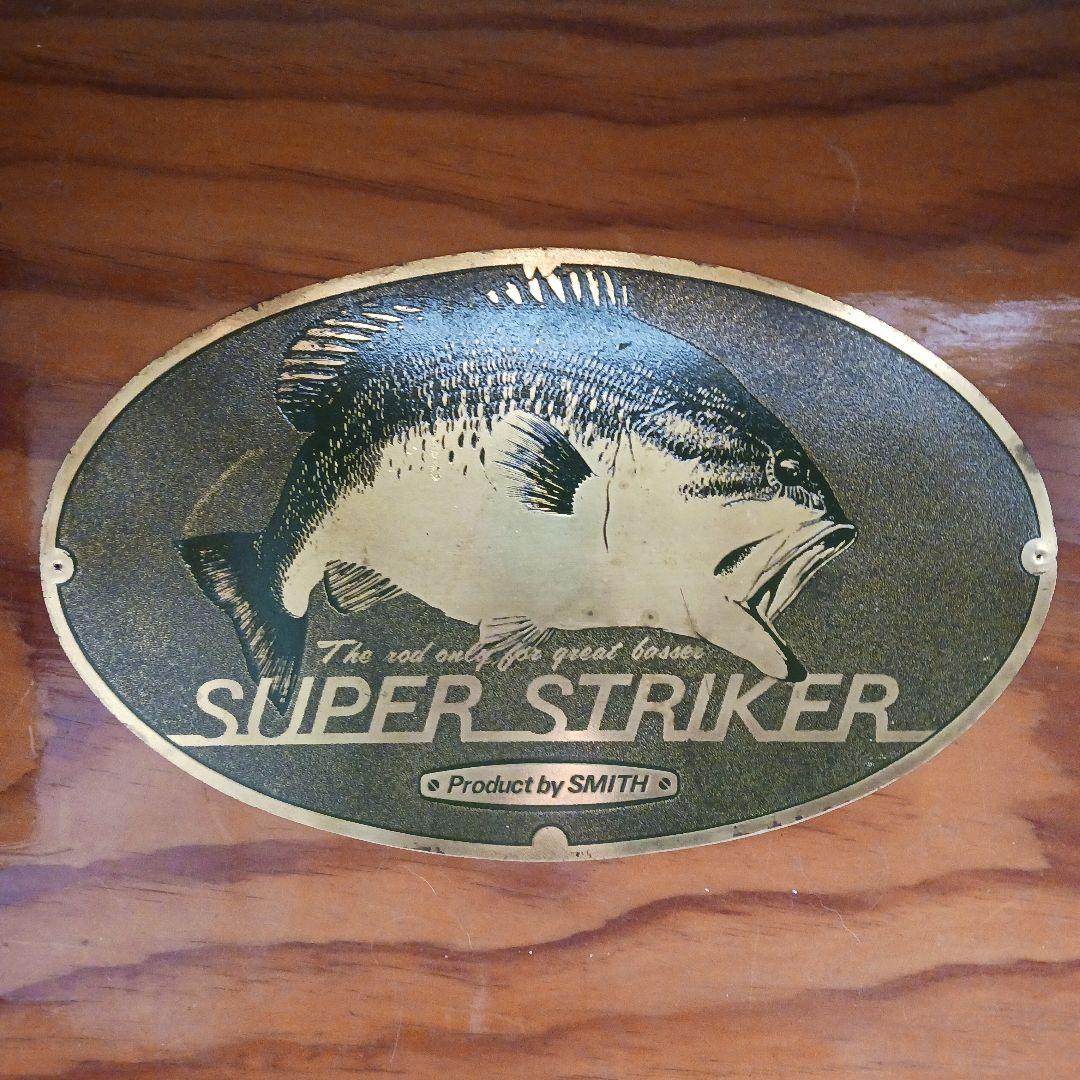 The rod only for great basser
SUPER STRIKER
Product by SMITH